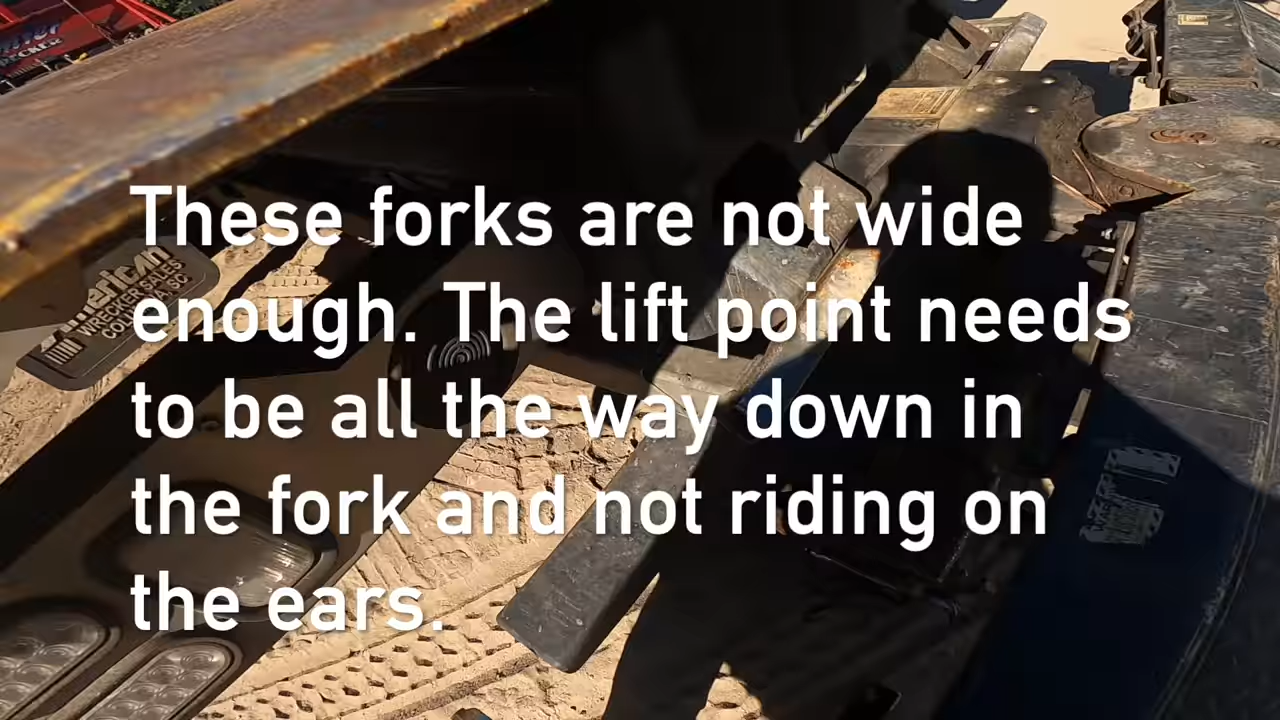 These forks are not wide
enough. The lift point needs
to be all the way down in
the fork and not riding on
the ears.
American
WRECKER SALES